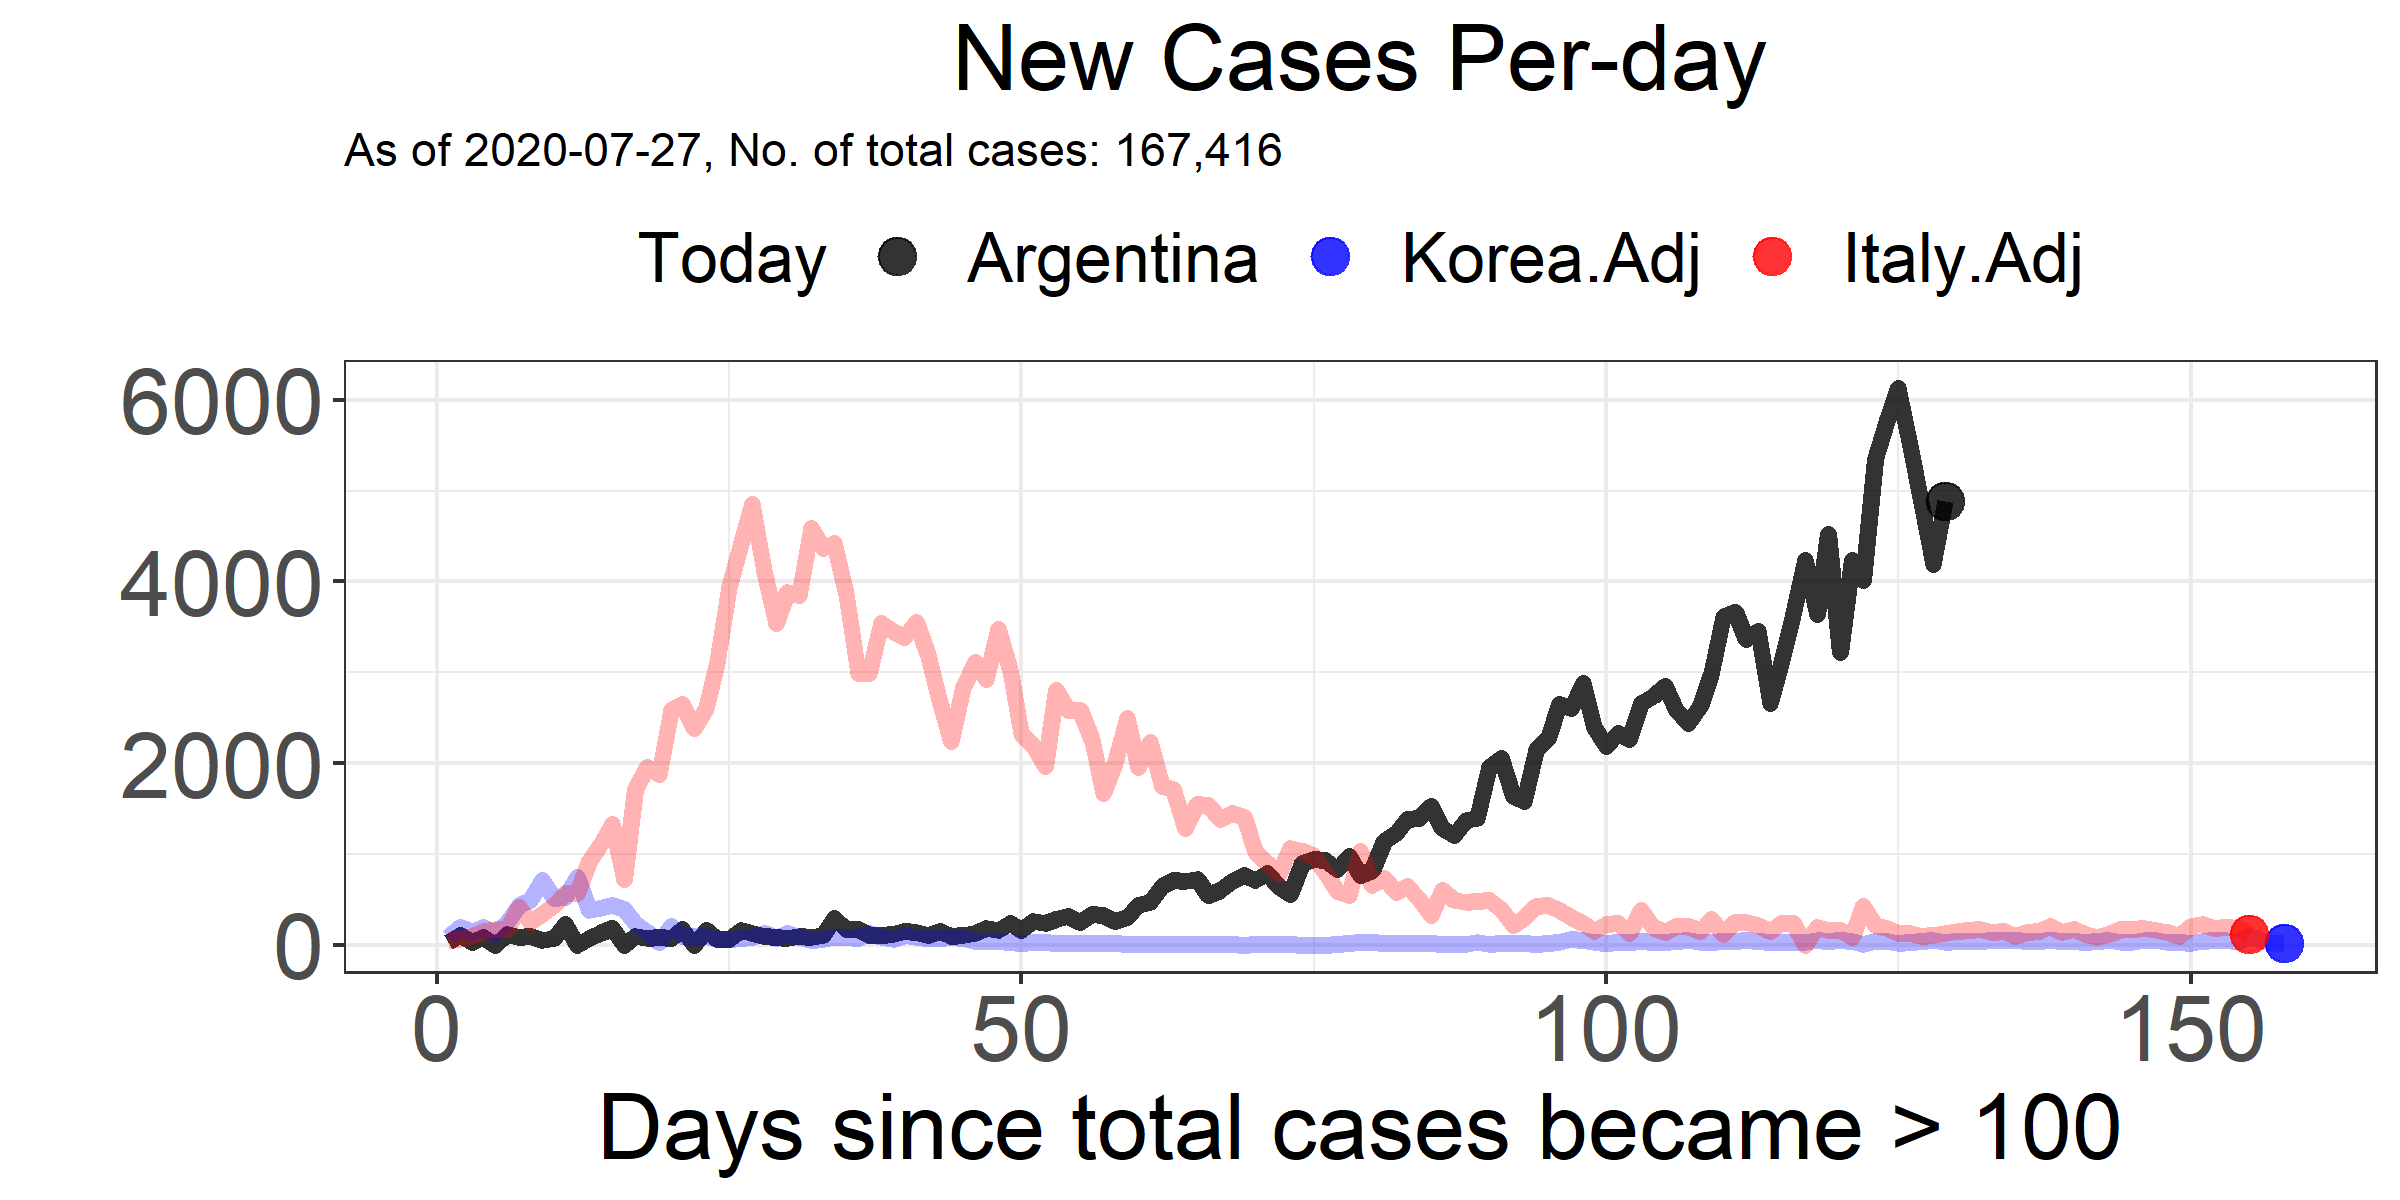 New Cases Per-day
As of 2020-07-27, No. of total cases: 167,416
Today Argentina Korea.Adj Italy.Adj
6000
4000
2000
0
0 50 100 150
Days since total cases became > 100